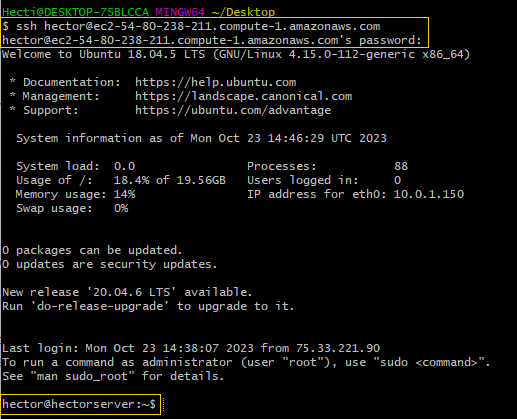 Hecti@DESKTOP-7SBLCCA MINGW64 ~/Desktop
$ ssh hector@ec2-54-80-238-211.compute-1.amazonaws.com
hector@ec2-54-80-238-211.compute-1.amazonaws.com's password:
Welcome to Ubuntu 18.04.5 LTS (GNU/Linux 4.15.0-112-generic x86_64)
* Documentation: https://help.ubuntu.com
* Management: https://landscape.canonical.com
* Support: https://ubuntu.com/advantage
System information as of Mon Oct 23 14:46:29 UTC 2023
System load: 0.0 Processes: 88
Usage of /: 18.4% of 19.56GB Users logged in: 0
Memory usage: 14% IP address for eth0: 10.0.1.150
Swap usage: 0%
0 packages can be updated.
0 updates are security updates.
New release '20.04.6 LTS' available.
Run 'do-release-upgrade' to upgrade to it.
Last login: Mon Oct 23 14:38:07 2023 from 75.33.221.90
To run a command as administrator (user "root"), use "sudo <command>".
See "man sudo_root" for details.
hector@hectorserver:~$